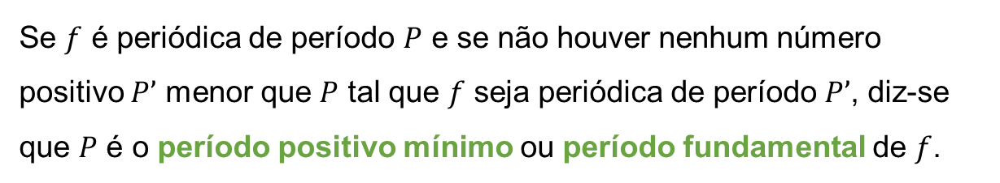 Se f é periódica de período P e se não houver nenhum número
positivo P’ menor que P tal que f seja periódica de período P’, diz-se
que P é o período positivo mínimo ou período fundamental de f.